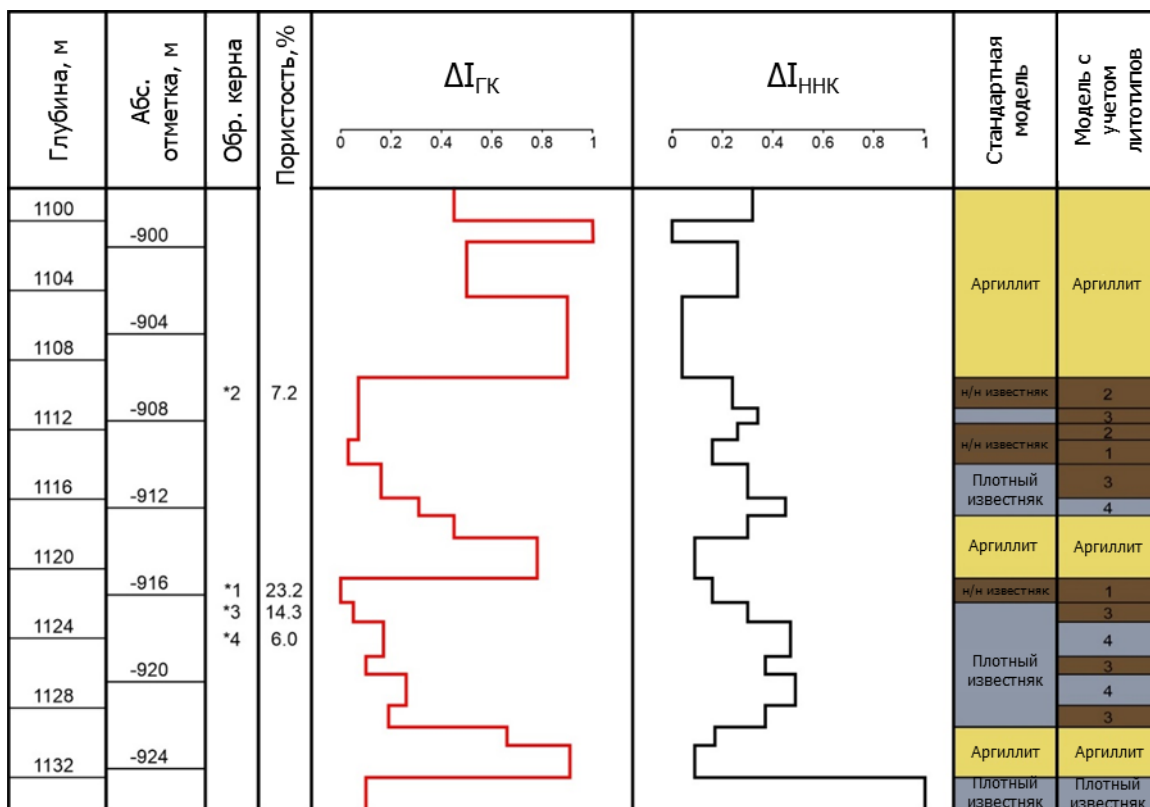 Глубина, м
Абс.
отметка, м
Обр. керна
Пористость,%
ΔIГК
0 0.2 0.4 0.6 0.8 1
ΔIННК
0 0.2 0.4 0.6 0.8 1
Стандартная
модель
Модель с
учетом
литотипов
1100
-900
1104
-904
1108
-908
1112
-912
1116
1120
-916
1124
-920
1128
-924
1132
*2 7.2
*1 23.2
*3 14.3
*4 6.0
Аргиллит
н/н известняк
н/н известняк
Плотный
известняк
Аргиллит
н/н известняк
Плотный
известняк
Аргиллит
Плотный
известняк
Аргиллит
2
3
2
1
3
4
Аргиллит
1
3
4
3
4
3
Аргиллит
Плотный
известняк